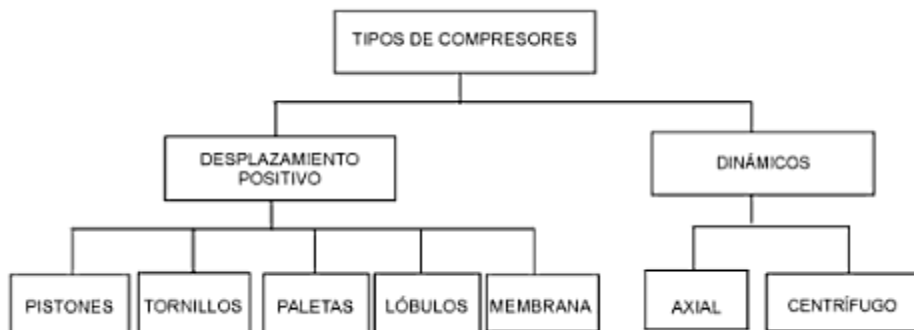 TIPOS DE COMPRESORES
DESPLAZAMIENTO
POSITIVO
DINÁMICOS
PISTONES
TORNILLOS
PALETAS
LÓBULOS
MEMBRANA
AXIAL
CENTRÍFUGO